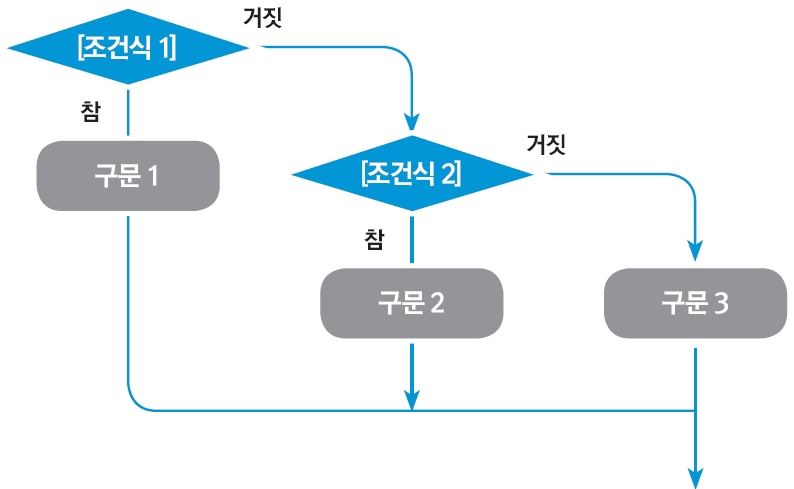 거짓
[조건식 1]
참
구문 1
거짓
[조건식 2]
참
구문 2
구문 3